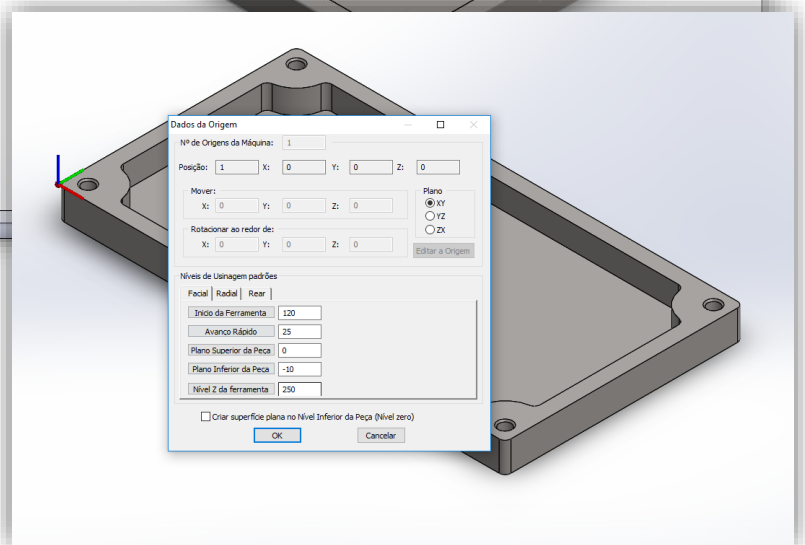 Dados da Origem
Nº de Origens da Máquina: 1
Posição: 1 X: 0 Y: 0 Z: 0
Mover:
X: 0 Y: 0 Z: 0
Plano
XY
YZ
ZX
Rotacionar ao redor de:
X: 0 Y: 0 Z: 0
Editar a Origem
Níveis de Usinagem padrões
Facial Radial Rear
Inicio da Ferramenta 120
Avanço Rápido 25
Plano Superior da Peça 0
Plano Inferior da Peça -10
Nível Z da ferramenta 250
Criar superfície plana no Nível Inferior da Peça (Nível zero)
OK Cancelar